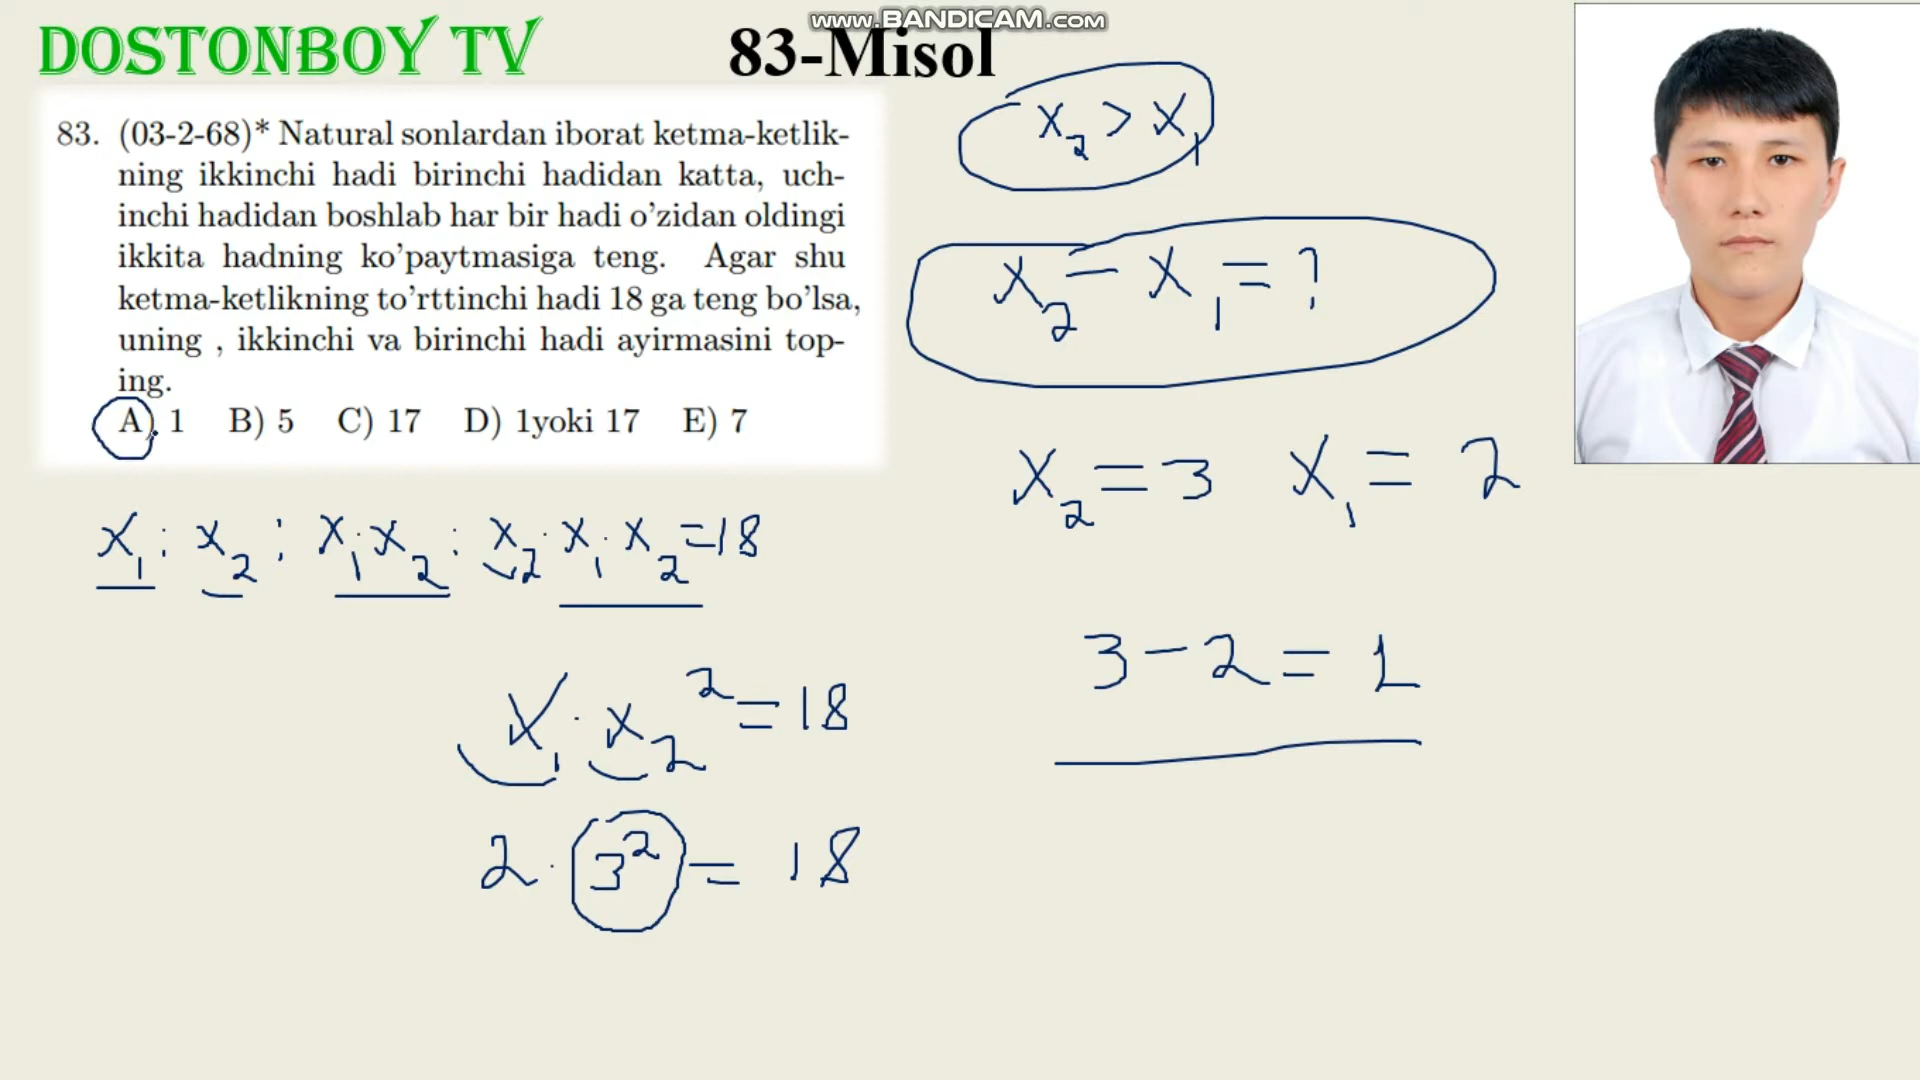 www.BANDICAM.com
DOSTONBOY TV
83-Misol
83. (03-2-68)* Natural sonlardan iborat ketma-ketlik-
ning ikkinchi hadi birinchi hadidan katta, uch-
inchi hadidan boshlab har bir hadi o’zidan oldingi
ikkita hadning ko’paytmasiga teng. Agar shu
ketma-ketlikning to’rttinchi hadi 18 ga teng bo’lsa,
uning , ikkinchi va birinchi hadi ayirmasini top-
ing.
A) 1 B) 5 C) 17 D) 1yoki 17 E) 7
x₁ : x₂ : x₁·x₂ : x₂·x₁·x₂=18
x₁·x₂²=18
2·3²=18
x₂ > x₁
x₂ - x₁ = ?
x₂ = 3 x₁ = 2
3-2=1